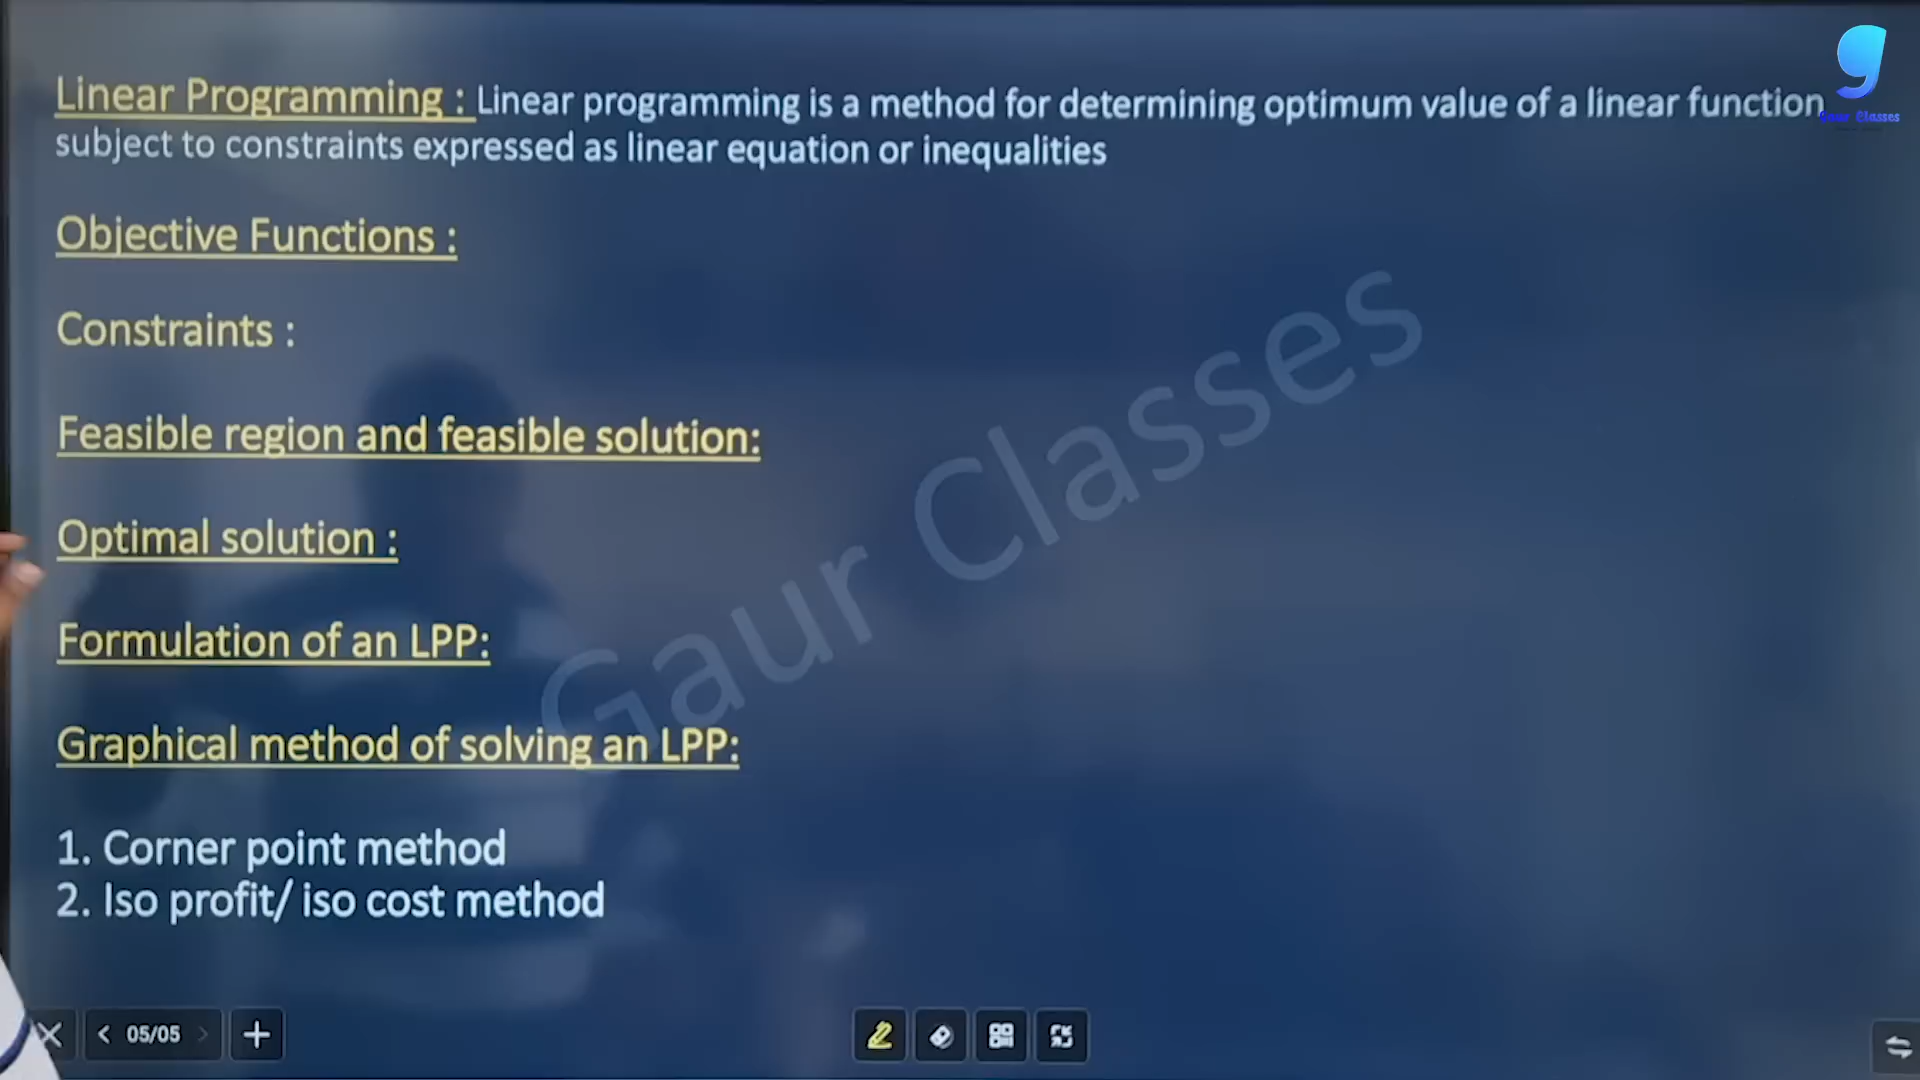 Linear Programming : Linear programming is a method for determining optimum value of a linear function
subject to constraints expressed as linear equation or inequalities
Gaur Classes
Objective Functions :
Constraints :
Feasible region and feasible solution:
Optimal solution :
Formulation of an LPP:
Graphical method of solving an LPP:
Gaur Classes
1. Corner point method
2. Iso profit/ iso cost method
05/05